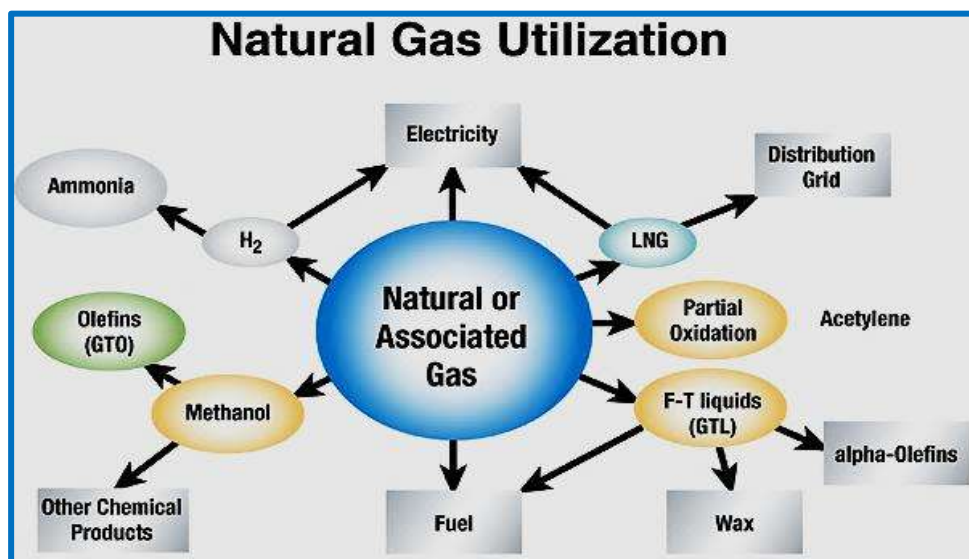 Natural Gas Utilization
Electricity
Distribution
Grid
Ammonia
H₂
LNG
Natural or
Associated
Gas
Olefins
(GTO)
Partial
Oxidation
Acetylene
Methanol
F-T liquids
(GTL)
alpha-Olefins
Other Chemical
Products
Fuel
Wax